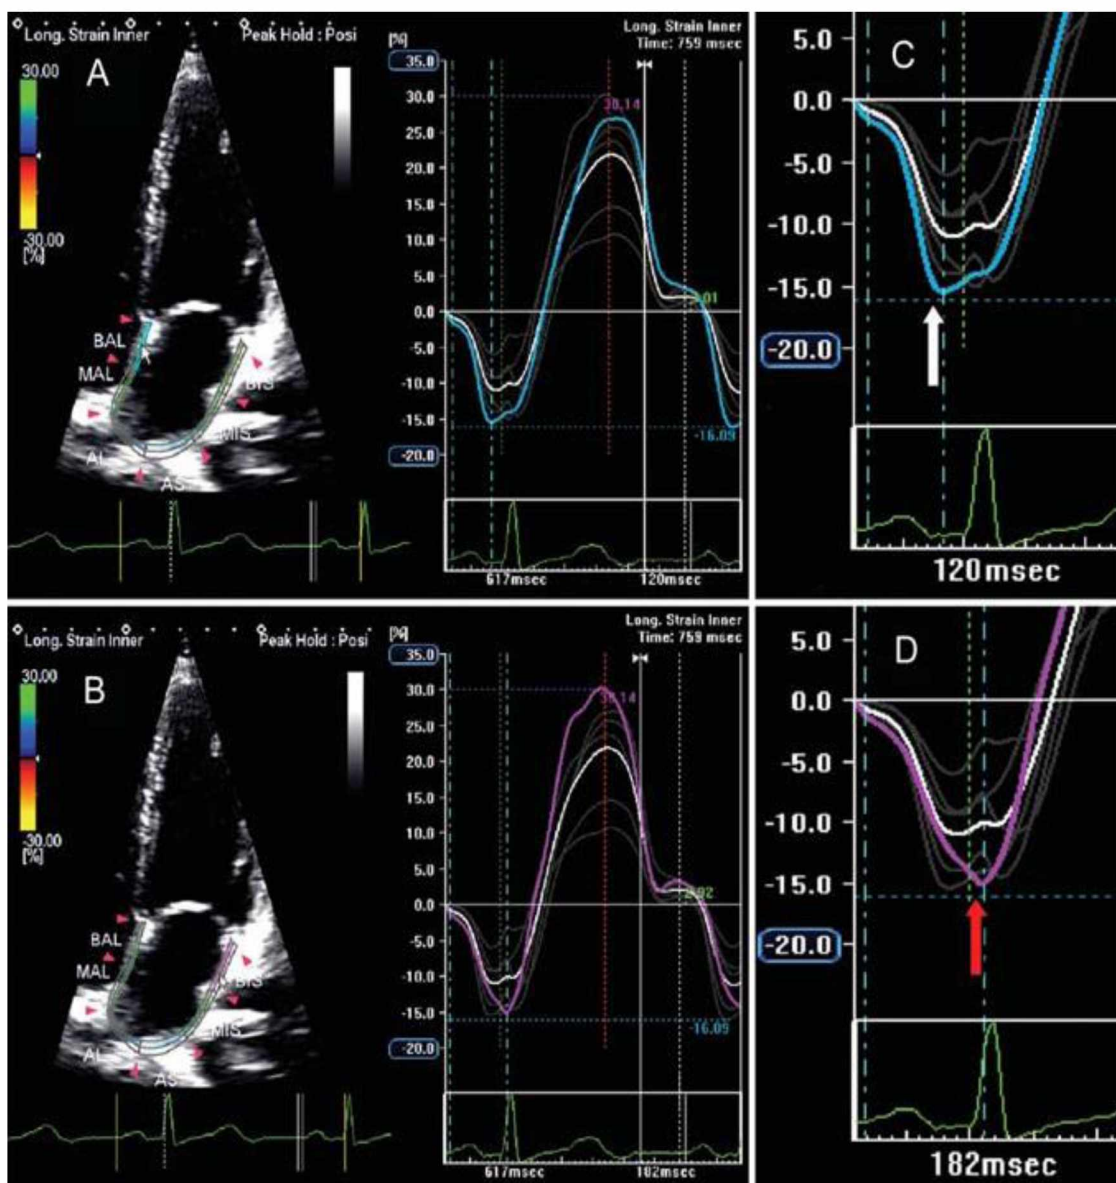 Long. Strain Inner
Peak Hold : Posi
30.00
A
-30.00
[%]
BAL
MAL
BIS
MIS
AL
AS
Long. Strain Inner
Time: 759 msec
[%]
35.0
30.0
30.14
25.0
20.0
15.0
10.0
5.0
0.0
-5.0
-10.0
-15.0
-16.09
-20.0
617msec
120msec
C
5.0
0.0
-5.0
-10.0
-15.0
-20.0
120msec
Long. Strain Inner
Peak Hold : Posi
30.00
B
-30.00
[%]
BAL
MAL
BIS
MIS
AL
AS
Long. Strain Inner
Time: 759 msec
[%]
35.0
30.0
30.14
25.0
20.0
15.0
10.0
5.0
0.0
-5.0
-10.0
-15.0
-16.09
-20.0
617msec
182msec
D
5.0
0.0
-5.0
-10.0
-15.0
-20.0
182msec